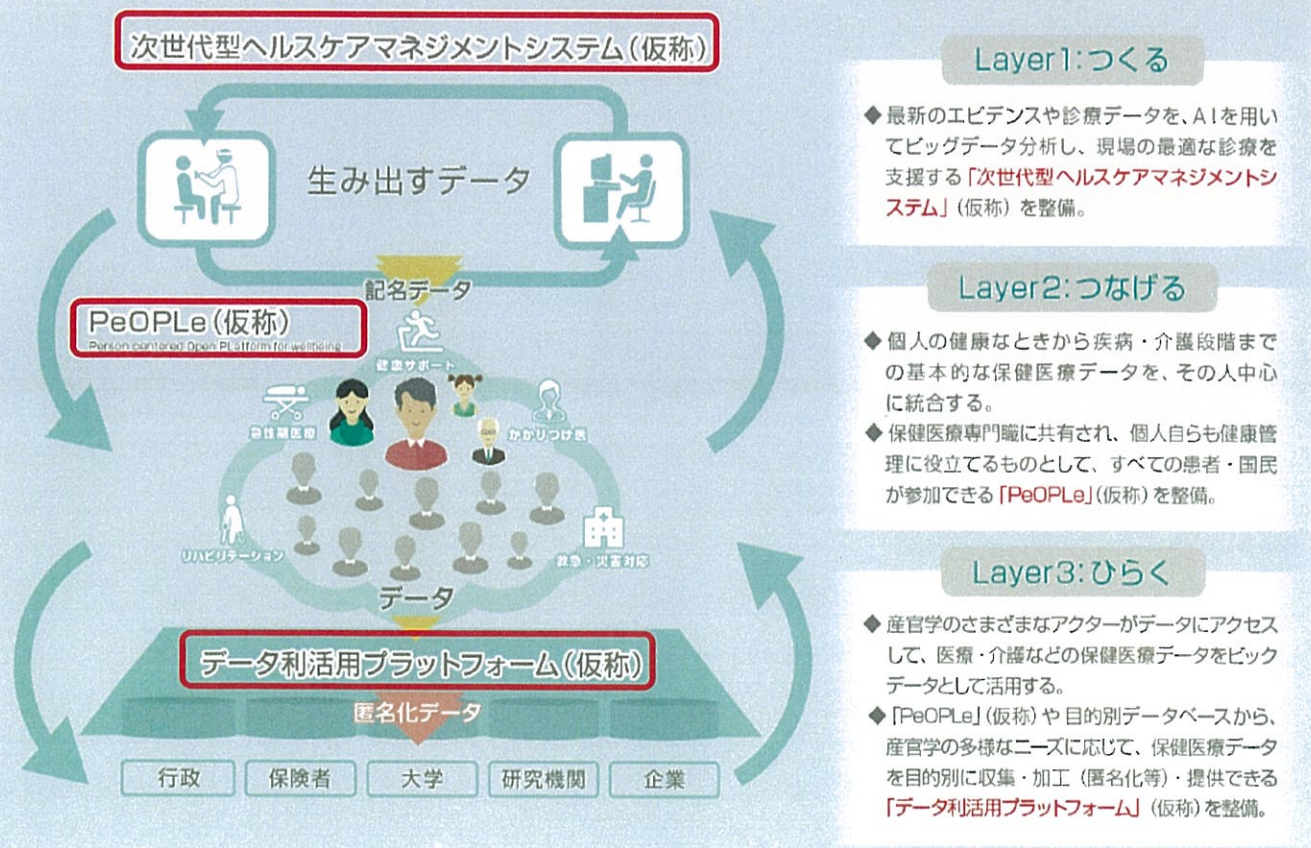 次世代型ヘルスケアマネジメントシステム(仮称)
生み出すデータ
記名データ
PeOPLe(仮称)
Person centered Open PLatform for wellbeing
健康サポート
急性期医療
かかりつけ医
リハビリテーション
救急・災害対応
データ
データ利活用プラットフォーム(仮称)
匿名化データ
行政
保険者
大学
研究機関
企業
Layer1:つくる
◆最新のエビデンスや診療データを、AIを用い
てビッグデータ分析し、現場の最適な診療を
支援する「次世代型ヘルスケアマネジメントシ
ステム」(仮称)を整備。
Layer2:つなげる
◆個人の健康なときから疾病・介護段階まで
の基本的な保健医療データを、その人中心
に統合する。
◆保健医療専門職に共有され、個人自らも健康管
理に役立てるものとして、すべての患者・国民
が参加できる「PeOPLe」(仮称)を整備。
Layer3:ひらく
◆産官学のさまざまなアクターがデータにアクセス
して、医療・介護などの保健医療データをビック
データとして活用する。
◆「PeOPLe」(仮称)や目的別データベースから、
産官学の多様なニーズに応じて、保健医療データ
を目的別に収集・加工(匿名化等)・提供できる
「データ利活用プラットフォーム」(仮称)を整備。